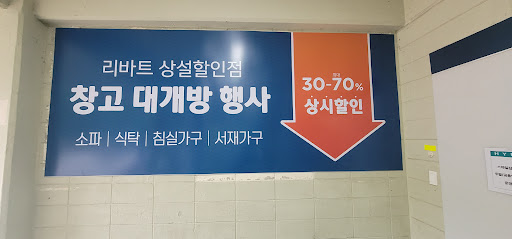 리바트 상설할인점
창고 대개방 행사
소파 | 식탁 | 침실가구 | 서재가구
30-70%
상시할인